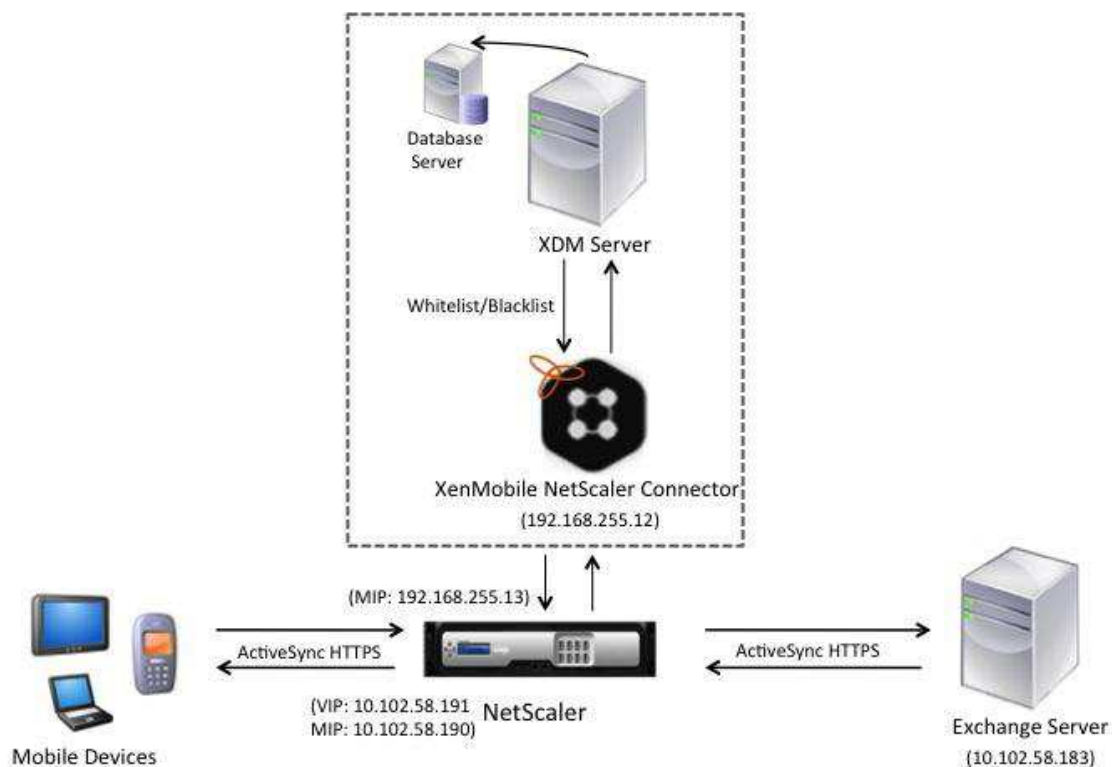 Database
Server
XDM Server
Whitelist/Blacklist
XenMobile NetScaler Connector
(192.168.255.12)
(MIP: 192.168.255.13)
ActiveSync HTTPS
ActiveSync HTTPS
(VIP: 10.102.58.191
MIP: 10.102.58.190)
NetScaler
Mobile Devices
Exchange Server
(10.102.58.183)